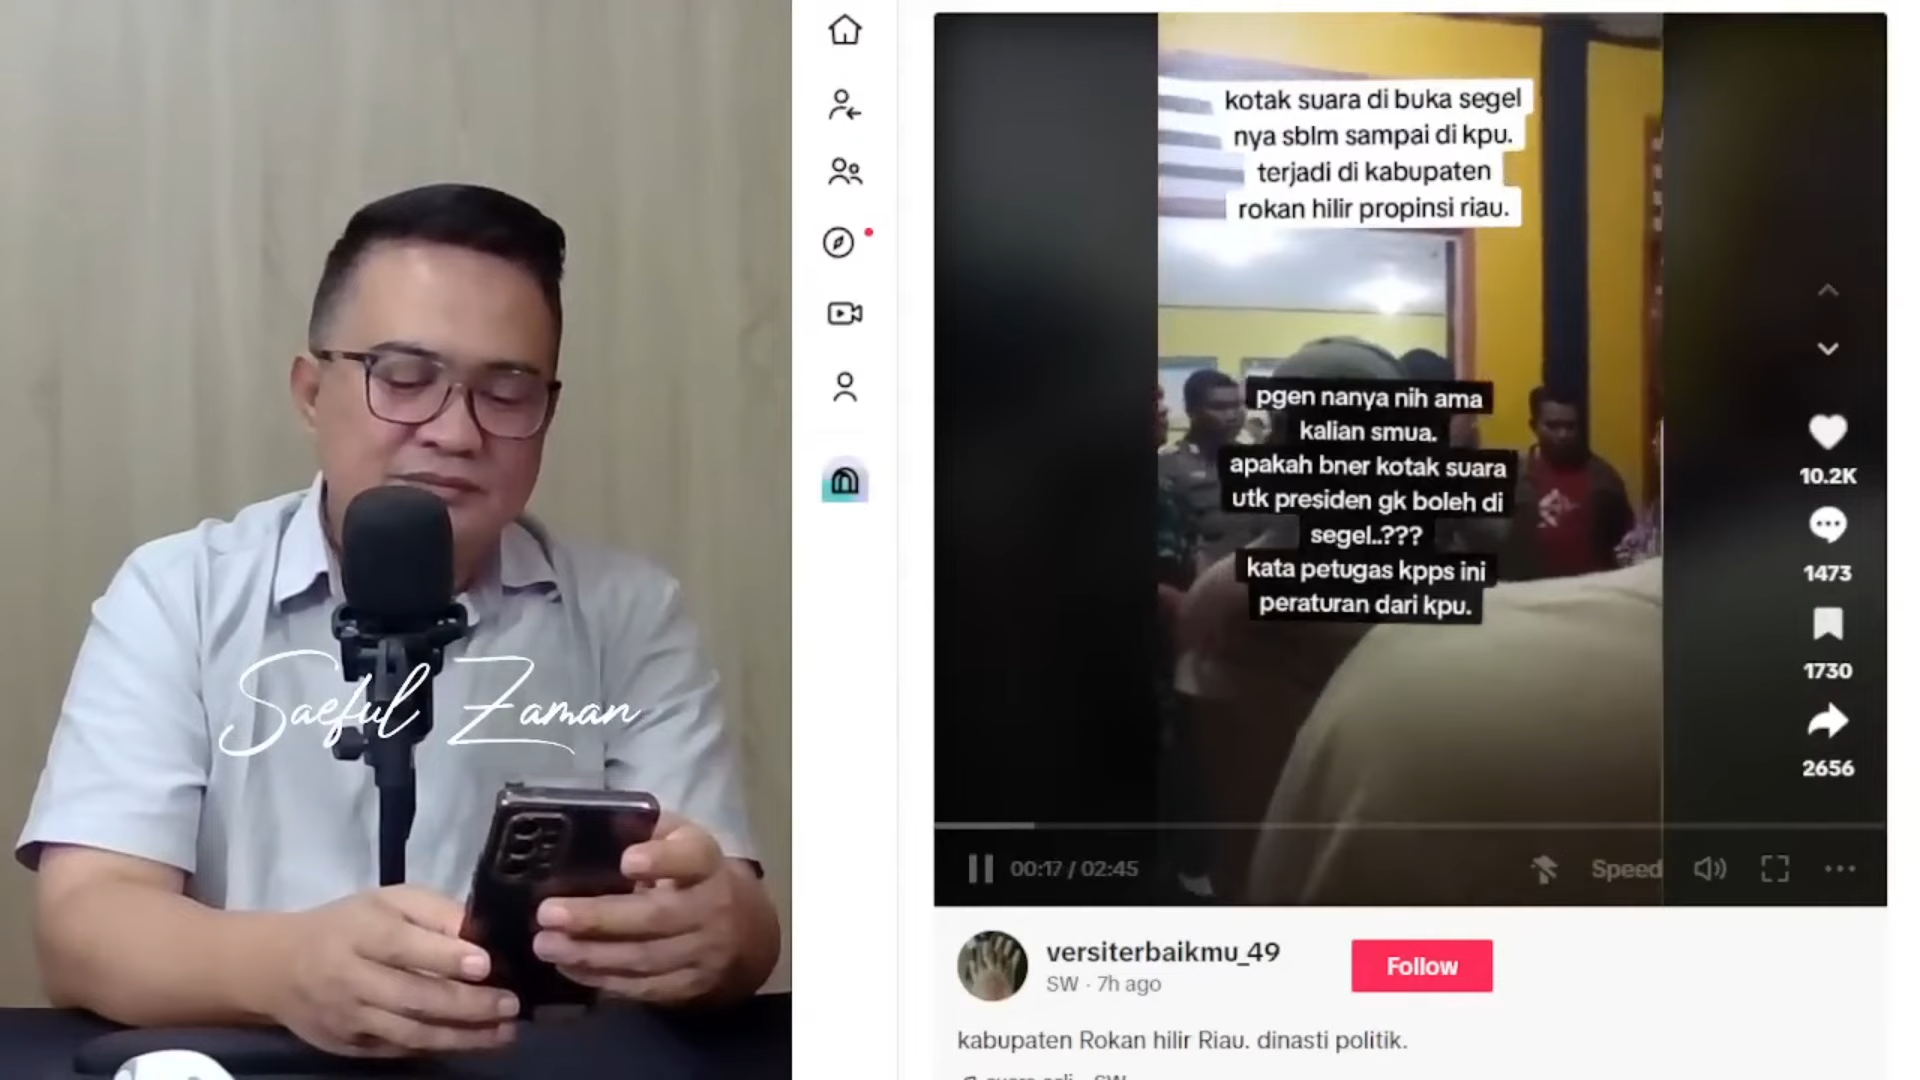 kotak suara di buka segel
nya sblm sampai di kpu.
terjadi di kabupaten
rokan hilir propinsi riau.
pgen nanya nih ama
kalian smua.
apakah bner kotak suara
utk presiden gk boleh di
segel..???
kata petugas kpps ini
peraturan dari kpu.
10.2K
1473
1730
2656
Saeful Zaman
00:17 / 02:45
Speed
versiterbaikmu_49
SW · 7h ago
Follow
kabupaten Rokan hilir Riau. dinasti politik.